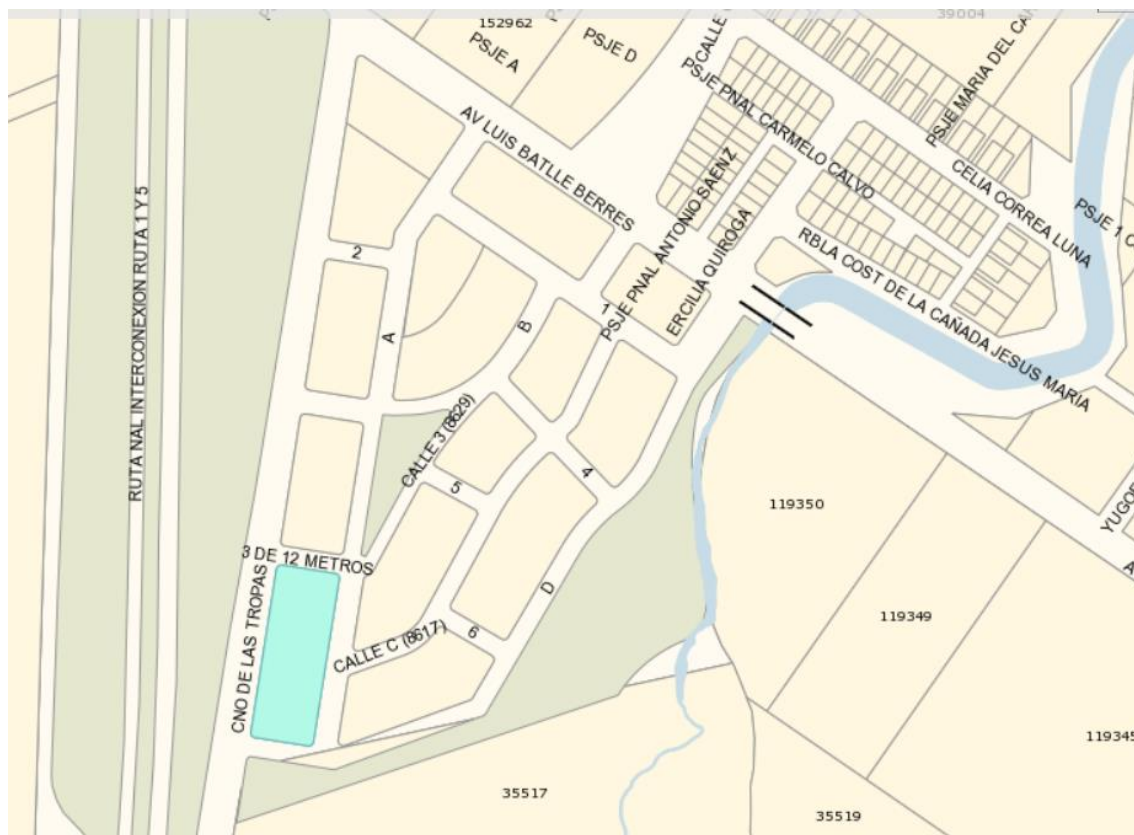 152962
39004
PSJE A
PSJE D
CALLE
PSJE PNAL CARMELO CALVO
PSJE MARIA DEL
AV LUIS BATLLE BERRES
CELIA CORREA LUNA
PSJE PNAL ANTONIO SAENZ
ERCILIA QUIROGA
PSJE 1
RBLA COST DE LA CAÑADA JESUS MARIA
RUTA NAL INTERCONEXION RUTA 1 Y 5
2
A
B
1
CALLE 3 (8629)
4
5
119350
3 DE 12 METROS
CNO DE LAS TROPAS
D
CALLE C (8617)
6
119349
119345
35517
35519
A